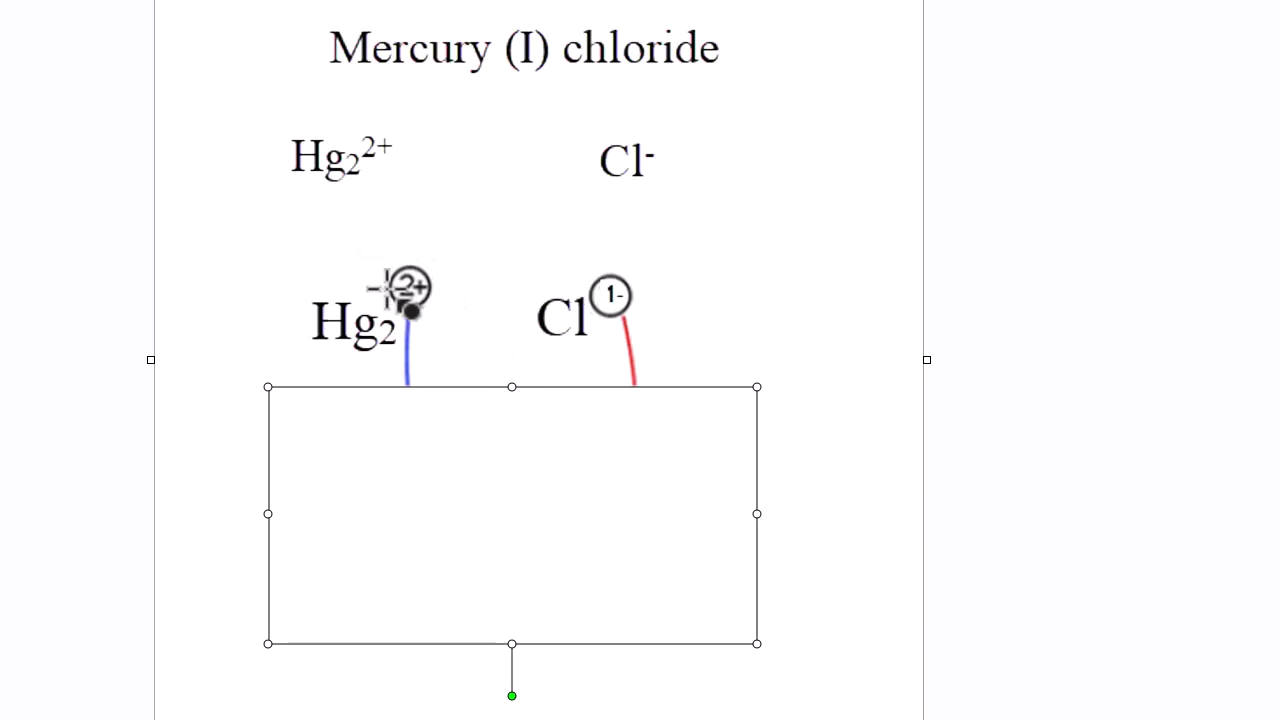 Mercury (I) chloride
Hg₂²⁺ Cl⁻
Hg₂ 2+ Cl 1-